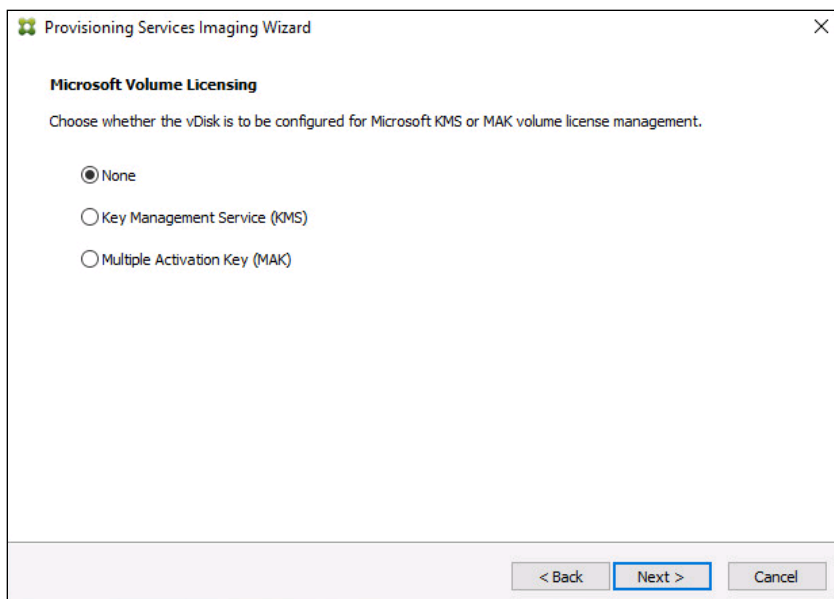 Provisioning Services Imaging Wizard
Microsoft Volume Licensing
Choose whether the vDisk is to be configured for Microsoft KMS or MAK volume license management.
None
Key Management Service (KMS)
Multiple Activation Key (MAK)
< Back Next > Cancel